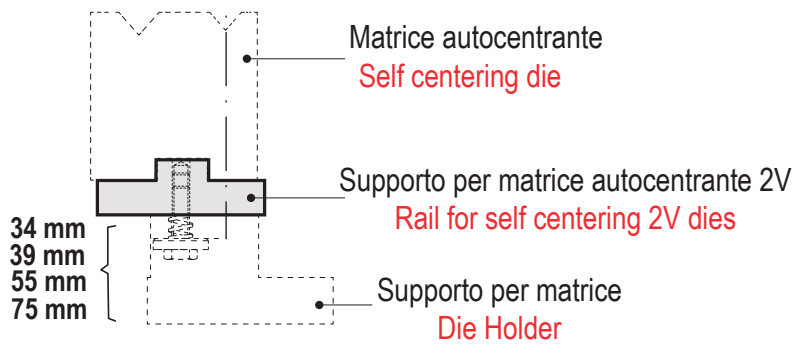 Matrice autocentrante
Self centering die
Supporto per matrice autocentrante 2V
Rail for self centering 2V dies
34 mm
39 mm
55 mm
75 mm
Supporto per matrice
Die Holder